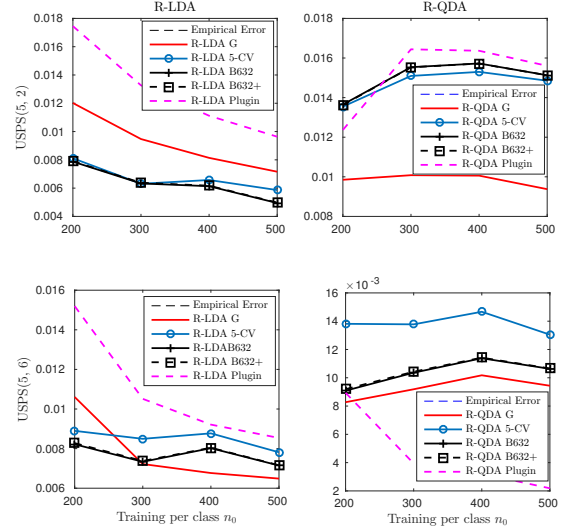 R-LDA
R-QDA
0.018
0.016
0.014
0.012
0.01
0.008
0.006
0.004
USPS(5, 2)
200
300
400
500
Empirical Error
R-LDA G
R-LDA 5-CV
R-LDA B632
R-LDA B632+
R-LDA Plugin
0.018
0.016
0.014
0.012
0.01
0.008
200
300
400
500
Empirical Error
R-QDA G
R-QDA 5-CV
R-QDA B632
R-QDA B632+
R-QDA Plugin
0.016
0.014
0.012
0.01
0.008
0.006
USPS(5, 6)
200
300
400
500
Training per class n₀
Empirical Error
R-LDA G
R-LDA 5-CV
R-LDAB632
R-LDA B632+
R-LDA Plugin
× 10⁻³
16
14
12
10
8
6
4
2
200
300
400
500
Training per class n₀
Empirical Error
R-QDA G
R-QDA 5-CV
R-QDA B632
R-QDA B632+
R-QDA Plugin